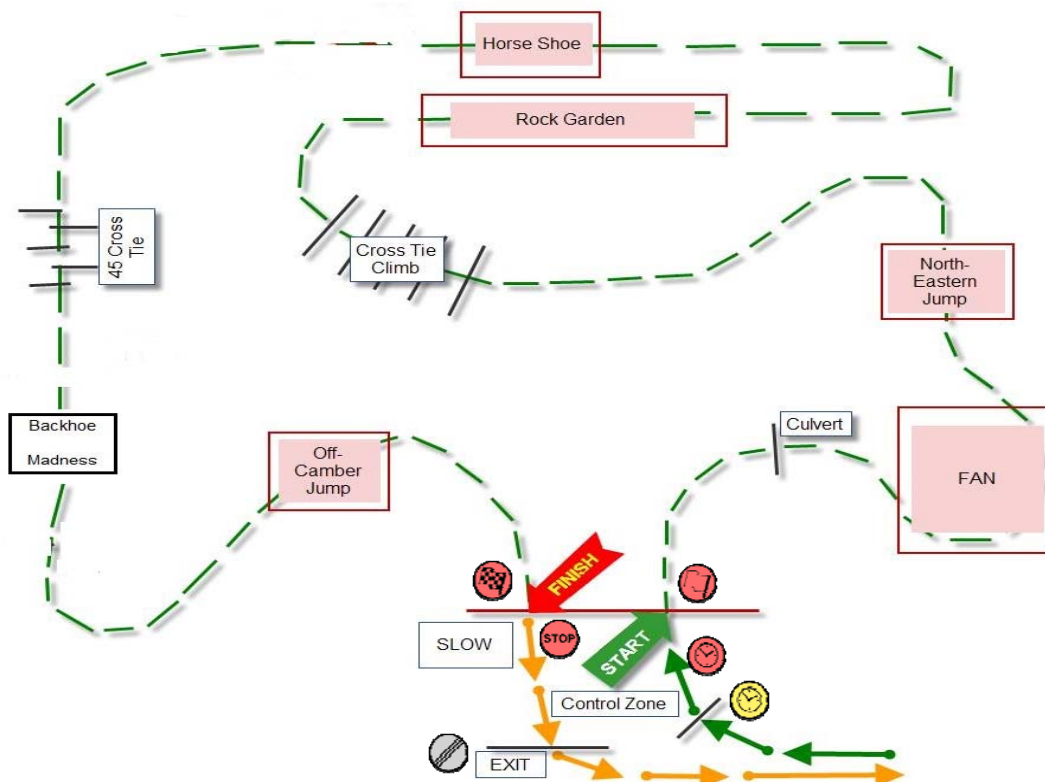 Horse Shoe
Rock Garden
45 Cross
Tie
Cross Tie
Climb
North-
Eastern
Jump
Backhoe
Madness
Off-
Camber
Jump
Culvert
FAN
FINISH
SLOW
STOP
START
Control Zone
EXIT